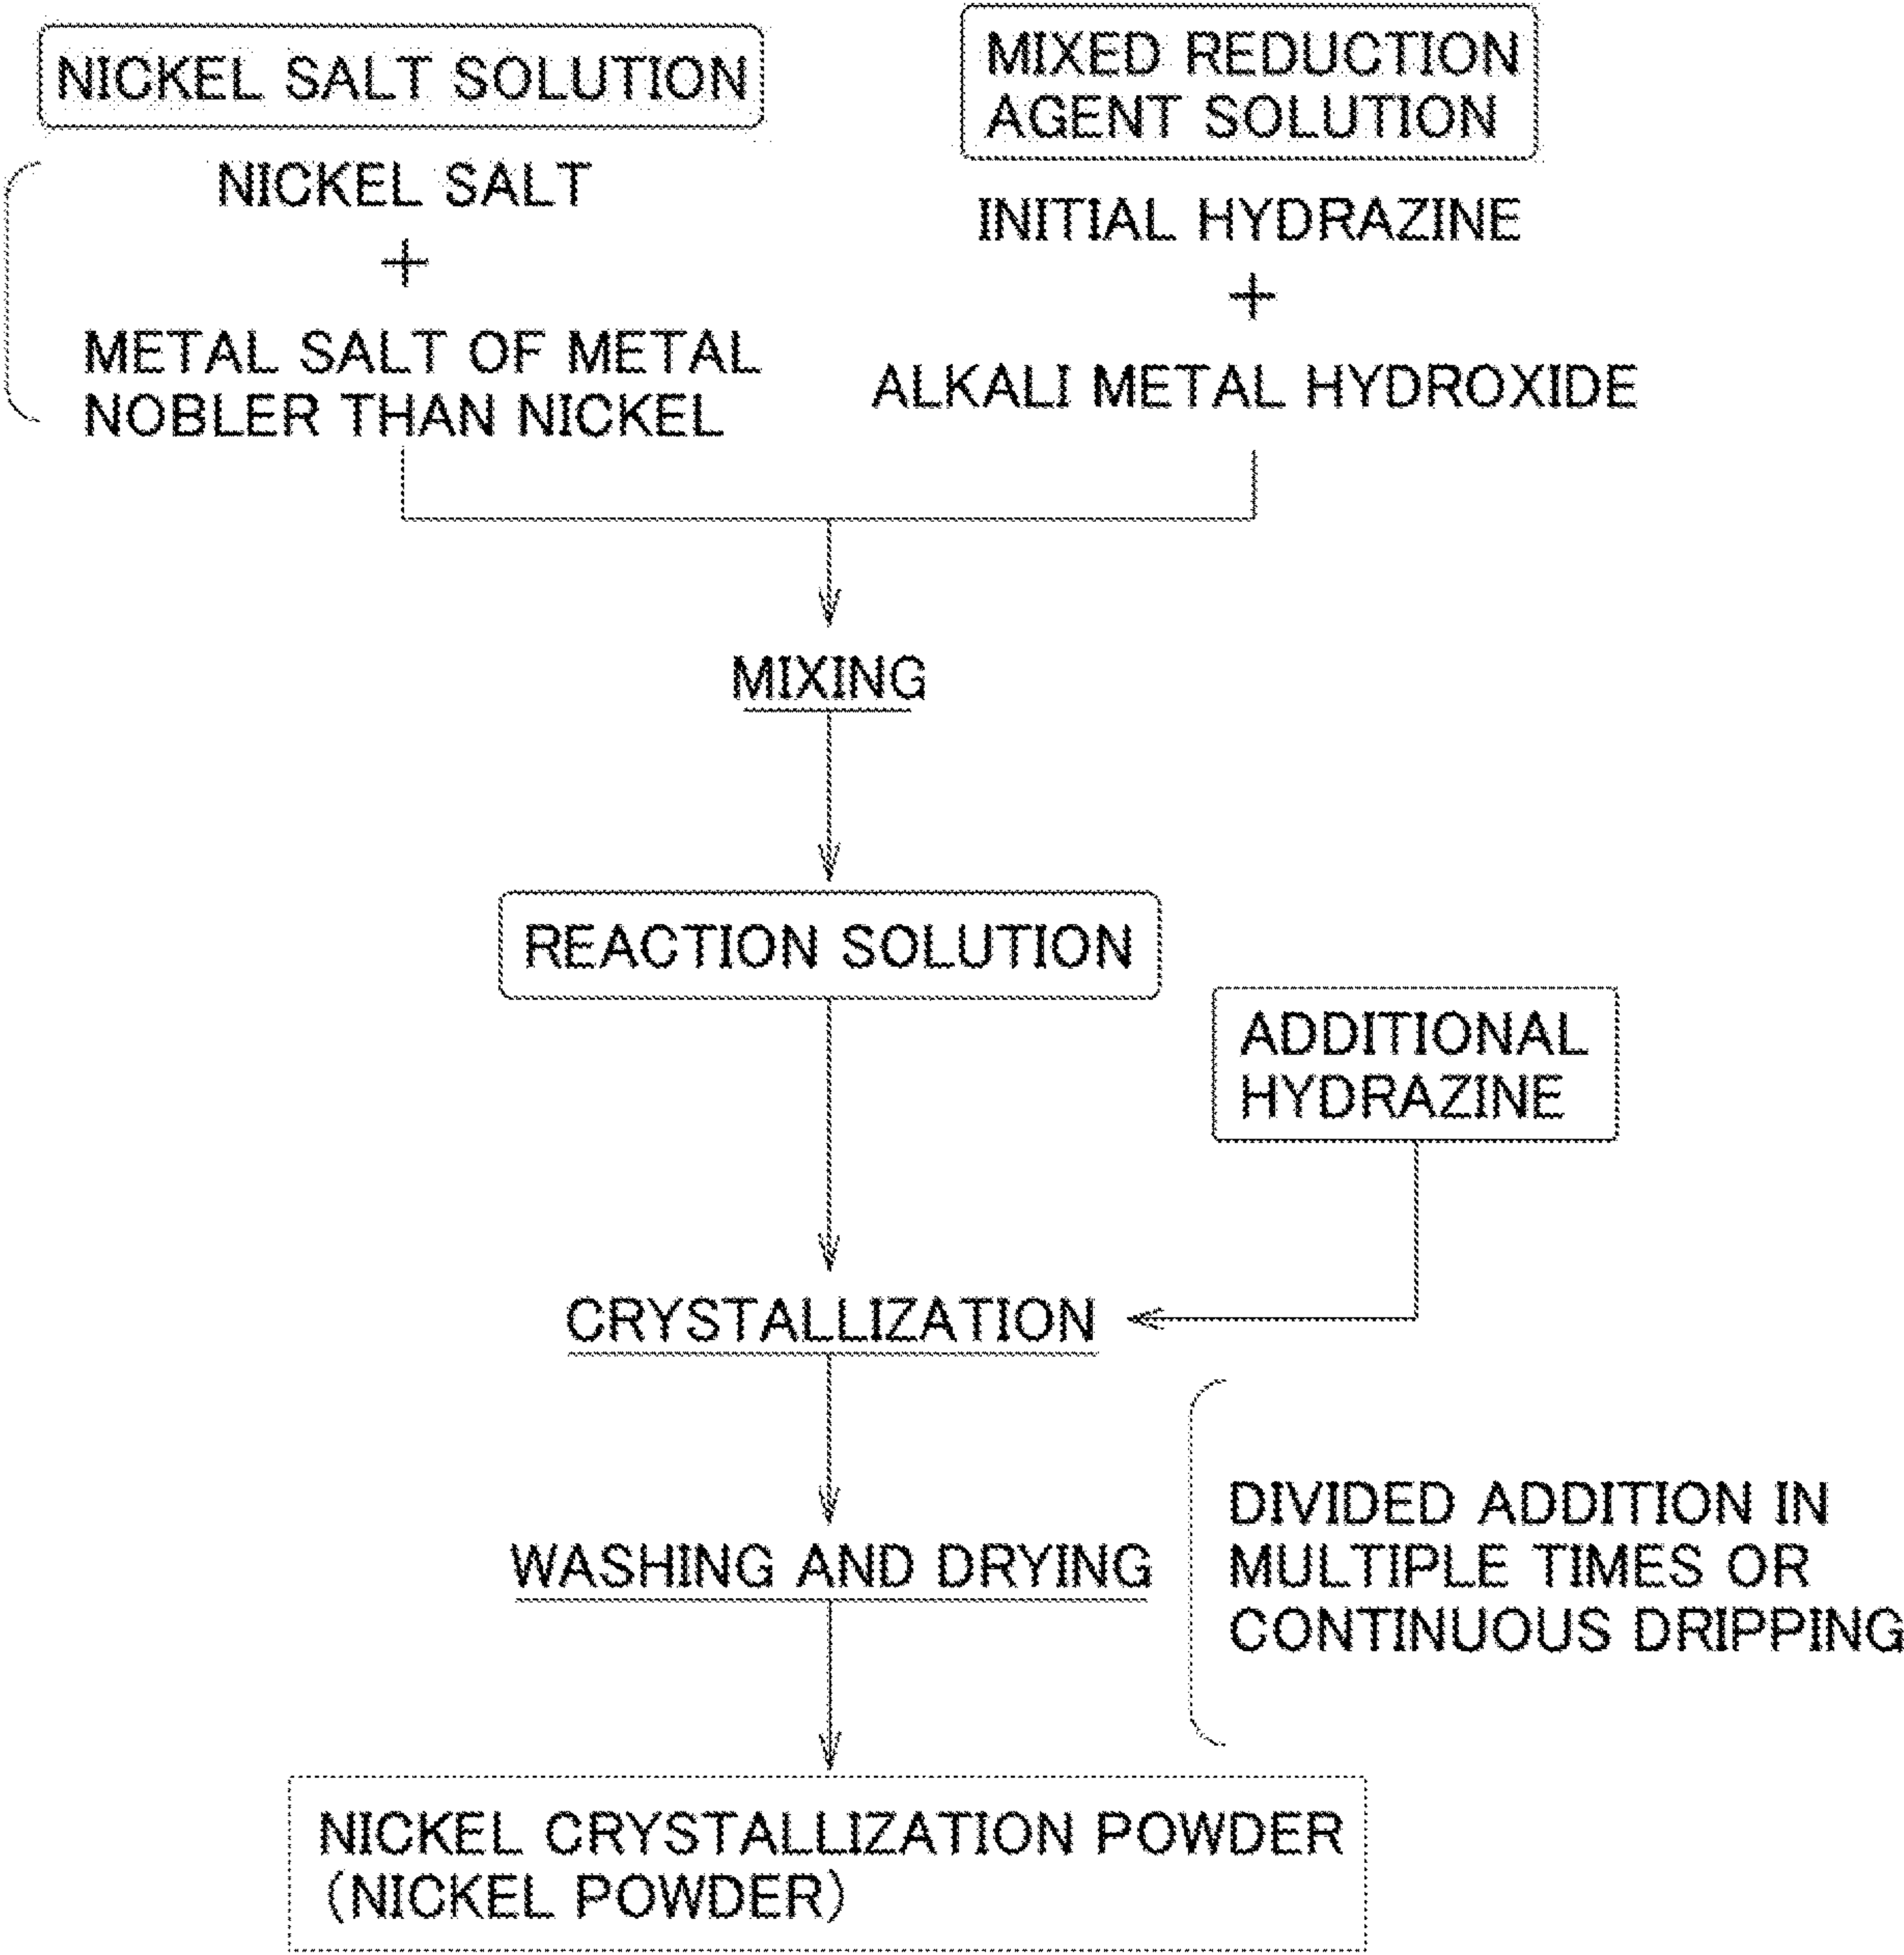 NICKEL SALT SOLUTION
NICKEL SALT
+
METAL SALT OF METAL
NOBLER THAN NICKEL
MIXED REDUCTION
AGENT SOLUTION
INITIAL HYDRAZINE
+
ALKALI METAL HYDROXIDE
MIXING
REACTION SOLUTION
ADDITIONAL
HYDRAZINE
CRYSTALLIZATION
DIVIDED ADDITION IN
MULTIPLE TIMES OR
CONTINUOUS DRIPPING
WASHING AND DRYING
NICKEL CRYSTALLIZATION POWDER
(NICKEL POWDER)